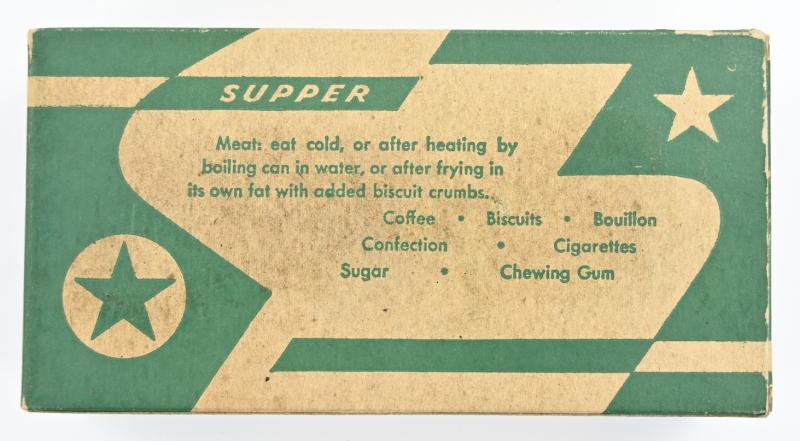 SUPPER
Meat: eat cold, or after heating by
boiling can in water, or after frying in
its own fat with added biscuit crumbs.
Coffee • Biscuits • Bouillon
Confection • Cigarettes
Sugar • Chewing Gum